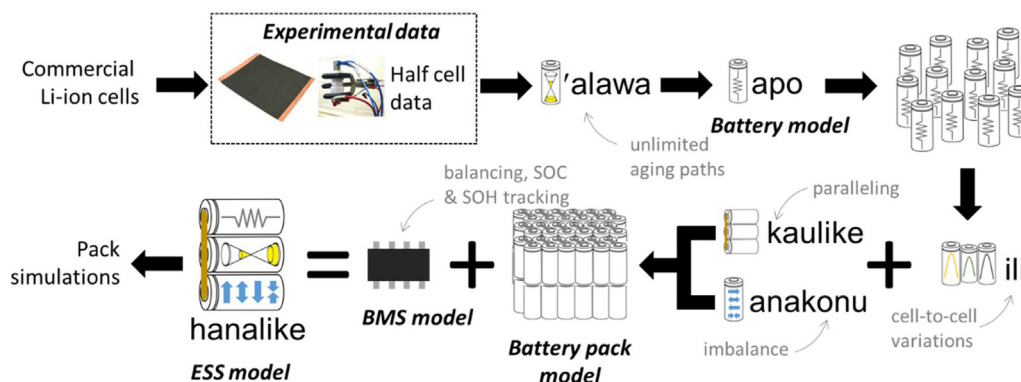 Experimental data
Commercial
Li-ion cells
Half cell
data
'alawa
apo
Battery model
unlimited
aging paths
balancing, SOC
& SOH tracking
paralleling
Pack
simulations
hanalike
ESS model
BMS model
Battery pack
model
kaulike
anakonu
imbalance
ili
cell-to-cell
variations